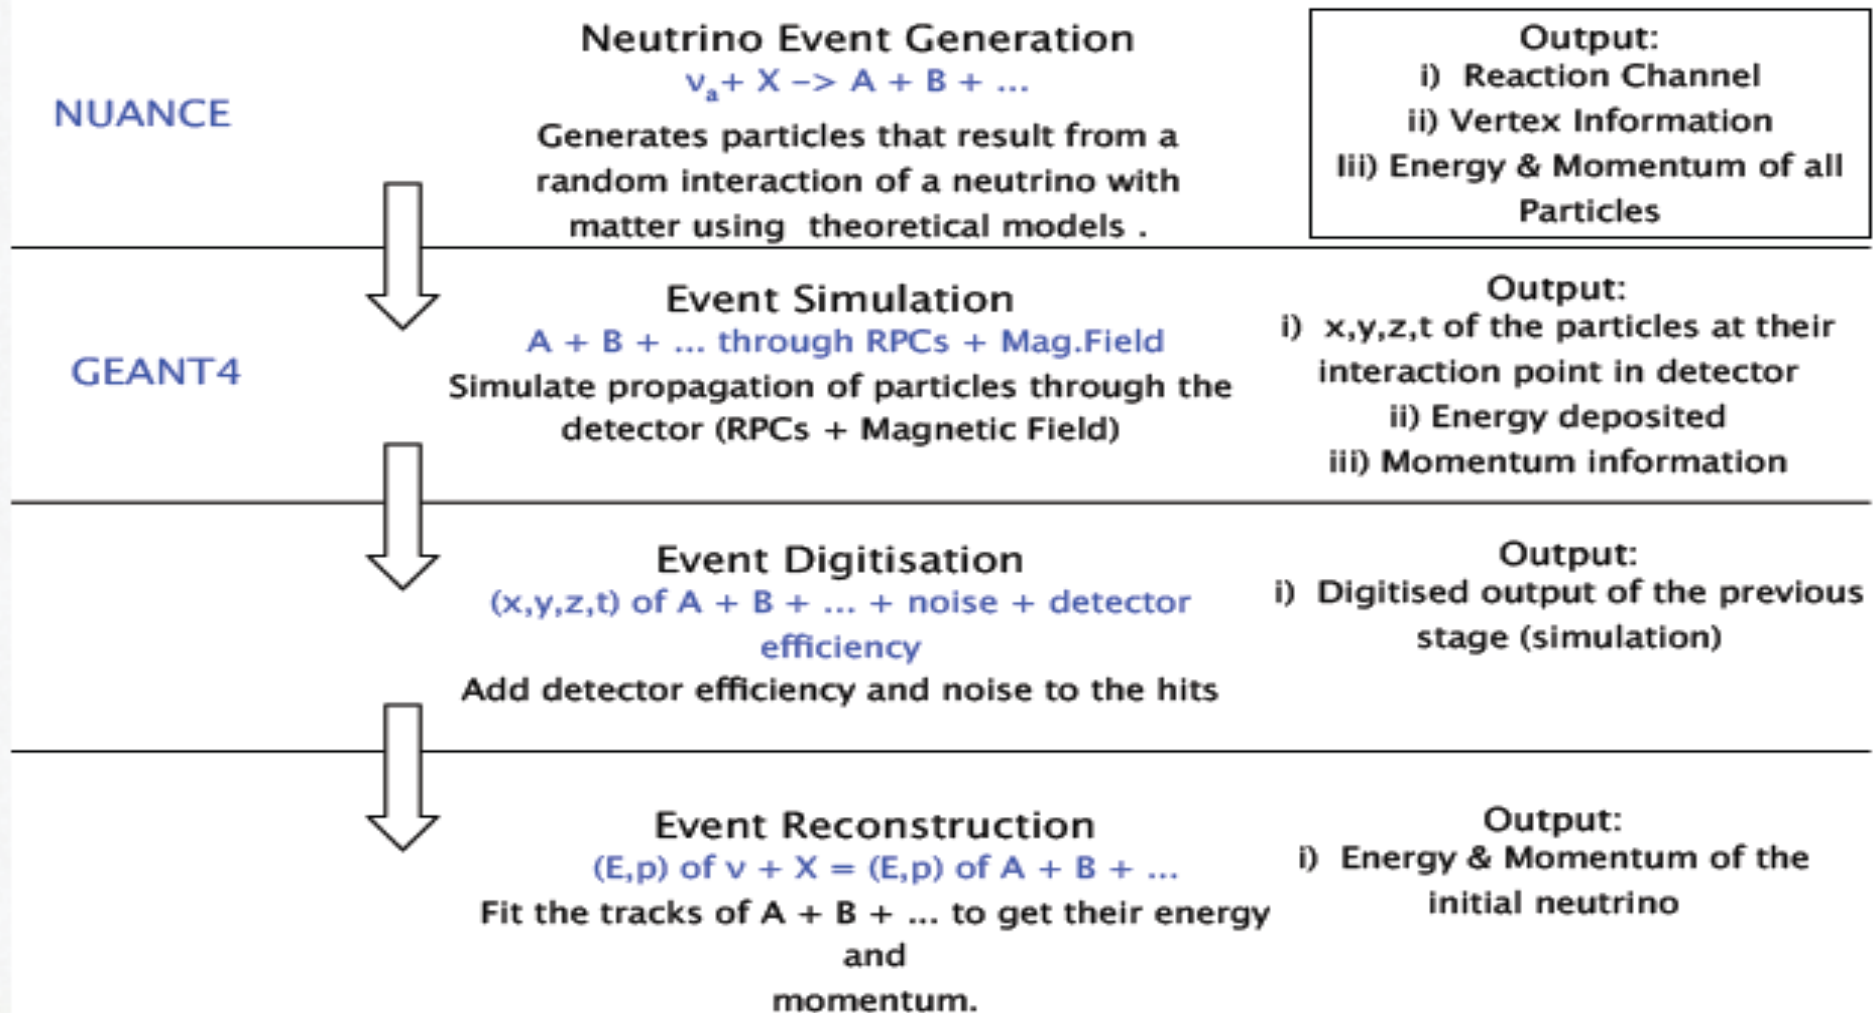 NUANCE
Neutrino Event Generation
νa+ X -> A + B + ...
Generates particles that result from a
random interaction of a neutrino with
matter using theoretical models .
Output:
i) Reaction Channel
ii) Vertex Information
Iii) Energy & Momentum of all
Particles
GEANT4
Event Simulation
A + B + ... through RPCs + Mag.Field
Simulate propagation of particles through the
detector (RPCs + Magnetic Field)
Output:
i) x,y,z,t of the particles at their
interaction point in detector
ii) Energy deposited
iii) Momentum information
Event Digitisation
(x,y,z,t) of A + B + ... + noise + detector
efficiency
Add detector efficiency and noise to the hits
Output:
i) Digitised output of the previous
stage (simulation)
Event Reconstruction
(E,p) of ν + X = (E,p) of A + B + ...
Fit the tracks of A + B + ... to get their energy
and
momentum.
Output:
i) Energy & Momentum of the
initial neutrino